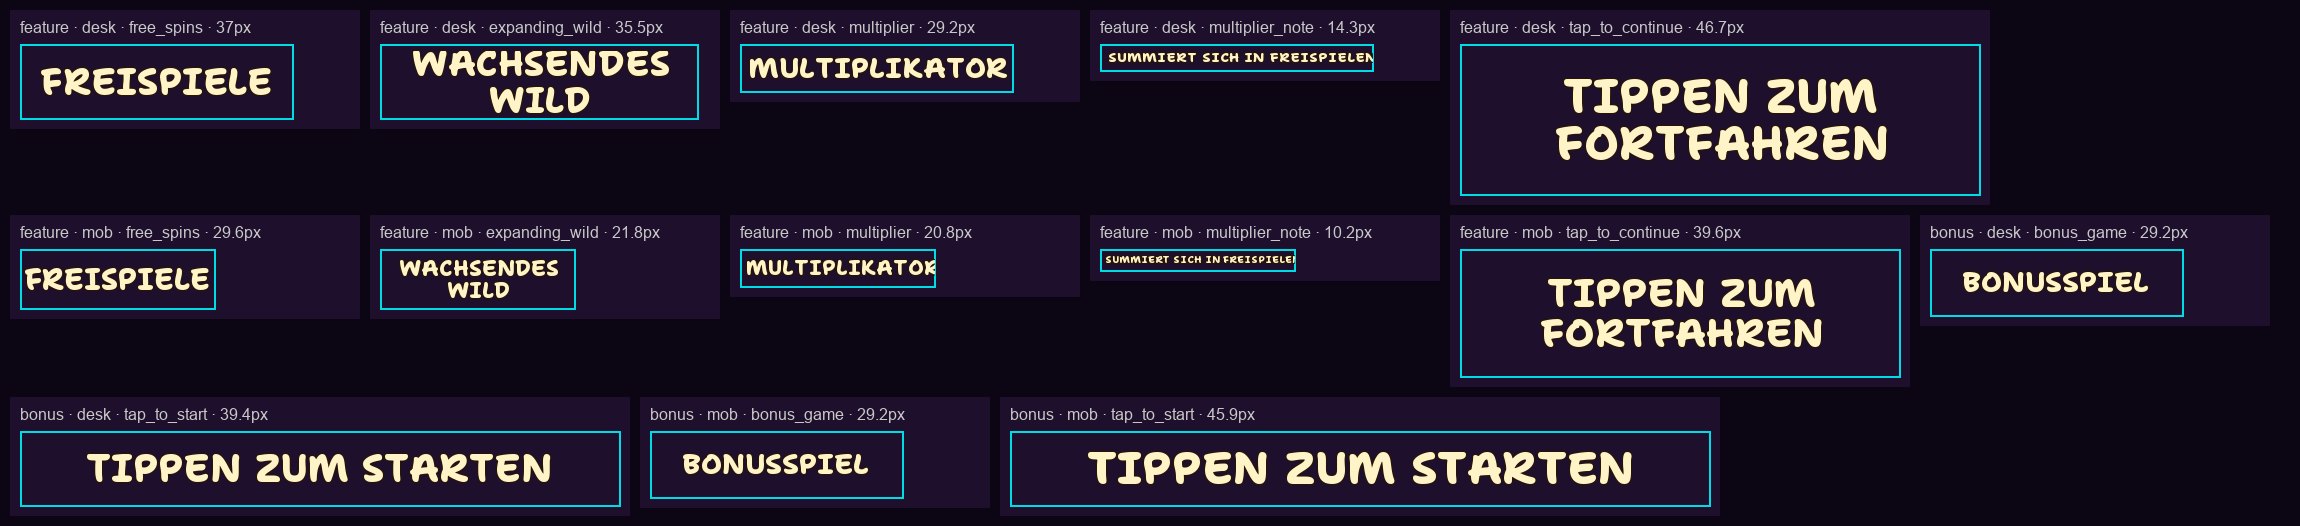 feature · desk · free_spins · 37px
FREISPIELE
feature · desk · expanding_wild · 35.5px
WACHSENDES
WILD
feature · desk · multiplier · 29.2px
MULTIPLIKATOR
feature · desk · multiplier_note · 14.3px
SUMMIERT SICH IN FREISPIELEN
feature · desk · tap_to_continue · 46.7px
TIPPEN ZUM
FORTFAHREN
feature · mob · free_spins · 29.6px
FREISPIELE
feature · mob · expanding_wild · 21.8px
WACHSENDES
WILD
feature · mob · multiplier · 20.8px
MULTIPLIKATOR
feature · mob · multiplier_note · 10.2px
SUMMIERT SICH IN FREISPIELEN
feature · mob · tap_to_continue · 39.6px
TIPPEN ZUM
FORTFAHREN
bonus · desk · bonus_game · 29.2px
BONUSSPIEL
bonus · desk · tap_to_start · 39.4px
TIPPEN ZUM STARTEN
bonus · mob · bonus_game · 29.2px
BONUSSPIEL
bonus · mob · tap_to_start · 45.9px
TIPPEN ZUM STARTEN